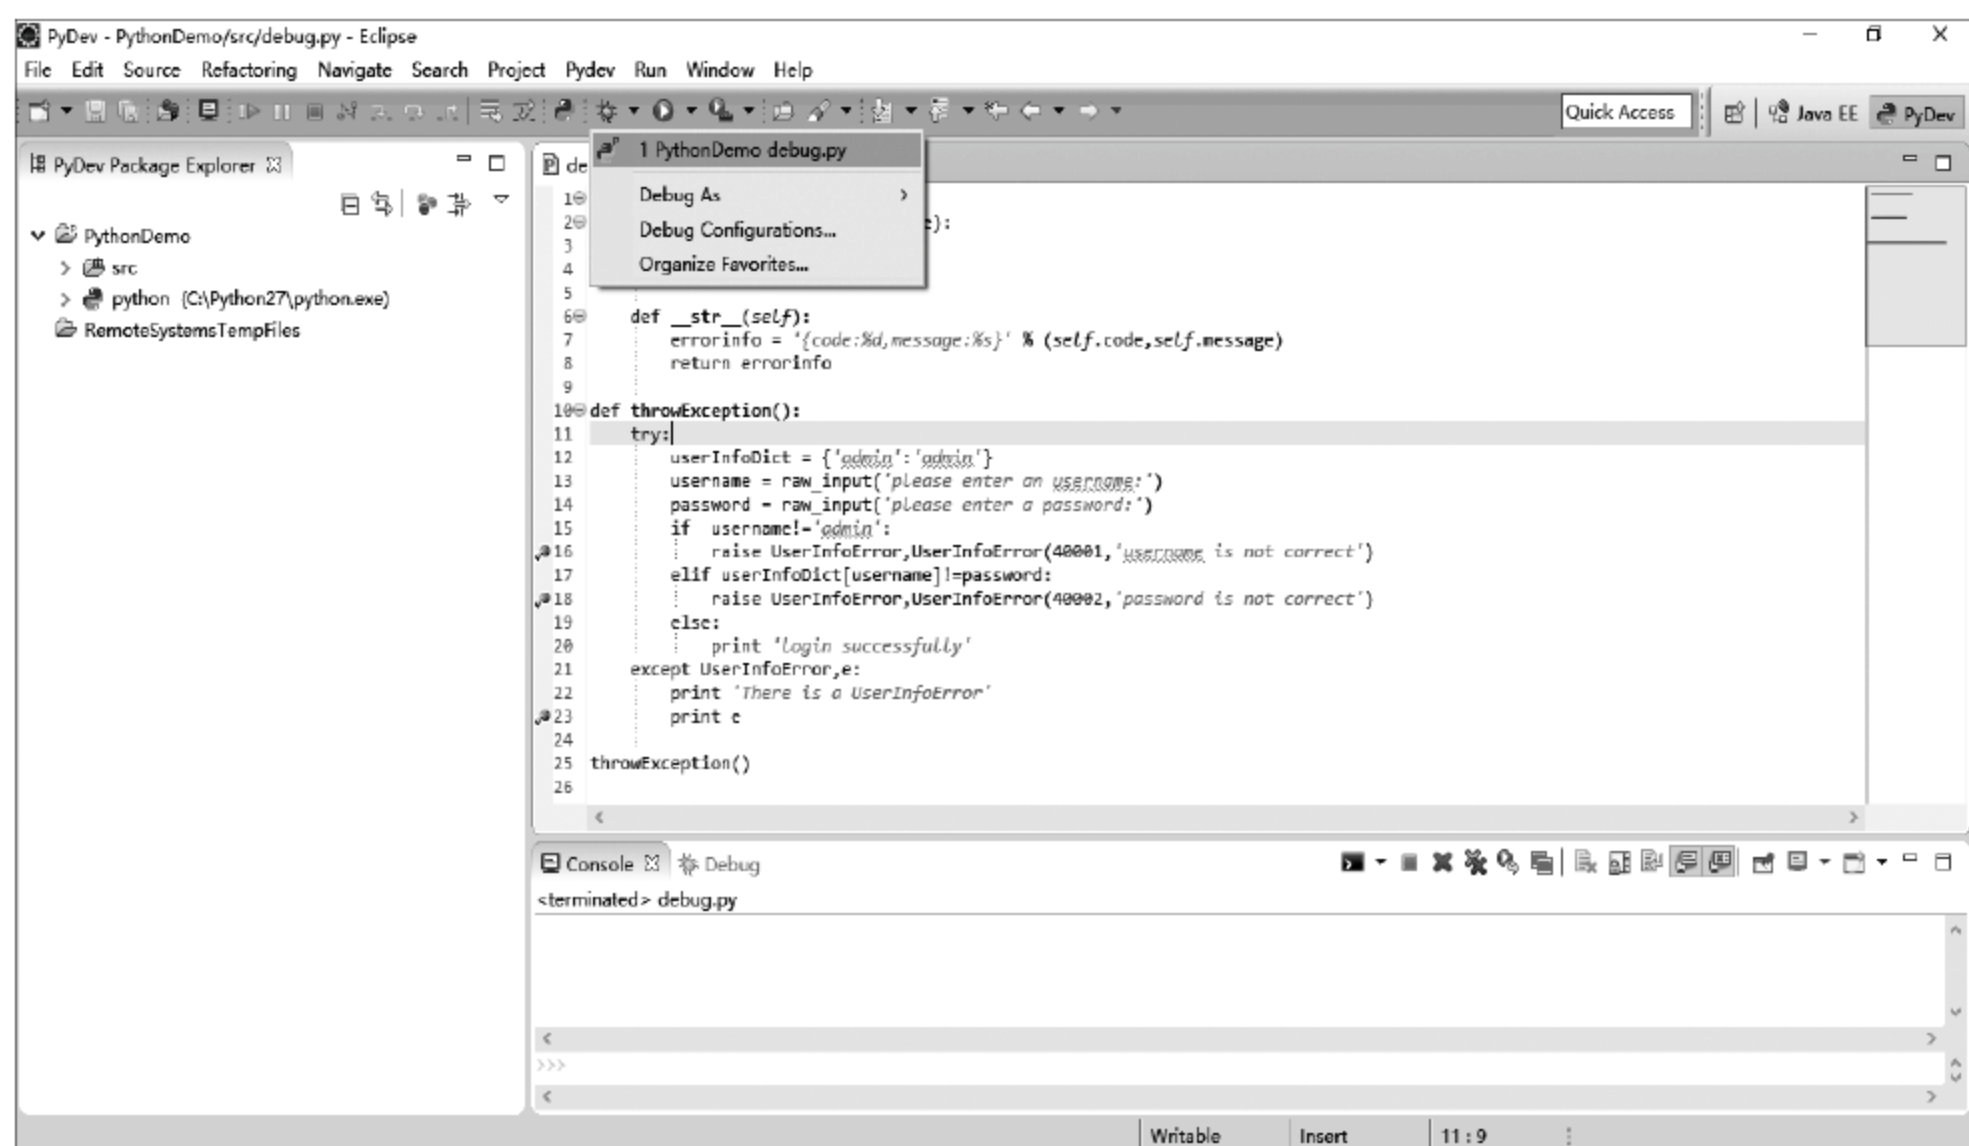 PyDev - PythonDemo/src/debug.py - Eclipse
File Edit Source Refactoring Navigate Search Project Pydev Run Window Help
Quick Access Java EE PyDev
PyDev Package Explorer
PythonDemo
src
python (C:\Python27\python.exe)
RemoteSystemsTempFiles
de
1 PythonDemo debug.py
Debug As
Debug Configurations...
Organize Favorites...
1
2 ):
3
4
5
6 def __str__(self):
7 errorinfo = '{code:%d,message:%s}' % (self.code,self.message)
8 return errorinfo
9
10 def throwException():
11 try:
12 userInfoDict = {'admin':'admin'}
13 username = raw_input('please enter an username:')
14 password = raw_input('please enter a password:')
15 if username!='admin':
16 raise UserInfoError,UserInfoError(40001,'username is not correct')
17 elif userInfoDict[username]!=password:
18 raise UserInfoError,UserInfoError(40002,'password is not correct')
19 else:
20 print 'login successfully'
21 except UserInfoError,e:
22 print 'There is a UserInfoError'
23 print e
24
25 throwException()
26
Console Debug
<terminated> debug.py
>>>
Writable Insert 11 : 9